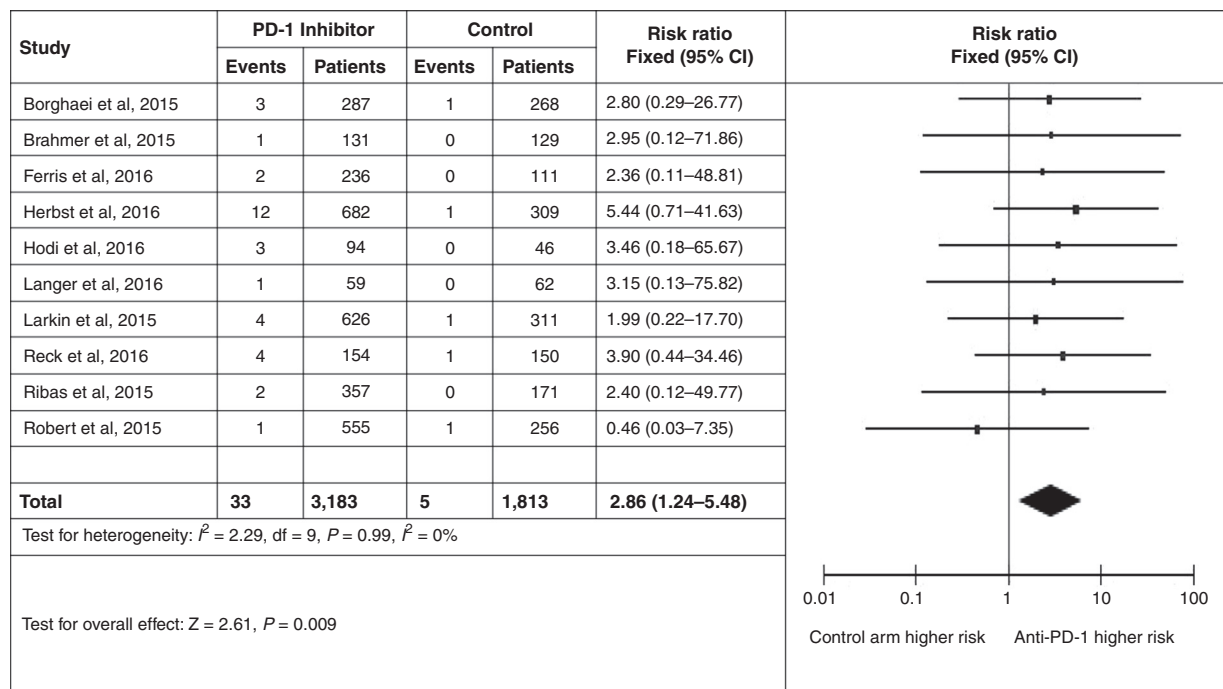 Study PD-1 Inhibitor Control Risk ratio Fixed (95% CI) Risk ratio Fixed (95% CI)
Events Patients Events Patients
Borghaei et al, 2015 3 287 1 268 2.80 (0.29–26.77)
Brahmer et al, 2015 1 131 0 129 2.95 (0.12–71.86)
Ferris et al, 2016 2 236 0 111 2.36 (0.11–48.81)
Herbst et al, 2016 12 682 1 309 5.44 (0.71–41.63)
Hodi et al, 2016 3 94 0 46 3.46 (0.18–65.67)
Langer et al, 2016 1 59 0 62 3.15 (0.13–75.82)
Larkin et al, 2015 4 626 1 311 1.99 (0.22–17.70)
Reck et al, 2016 4 154 1 150 3.90 (0.44–34.46)
Ribas et al, 2015 2 357 0 171 2.40 (0.12–49.77)
Robert et al, 2015 1 555 1 256 0.46 (0.03–7.35)
Total 33 3,183 5 1,813 2.86 (1.24–5.48)
Test for heterogeneity: I² = 2.29, df = 9, P = 0.99, I² = 0%
Test for overall effect: Z = 2.61, P = 0.009
0.01 0.1 1 10 100
Control arm higher risk Anti-PD-1 higher risk